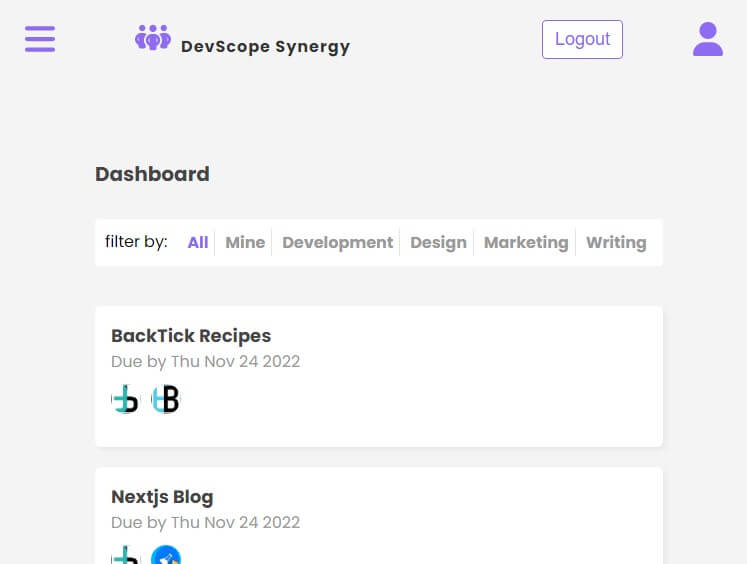 DevScope Synergy
Logout
Dashboard
filter by: All Mine Development Design Marketing Writing
BackTick Recipes
Due by Thu Nov 24 2022
Nextjs Blog
Due by Thu Nov 24 2022